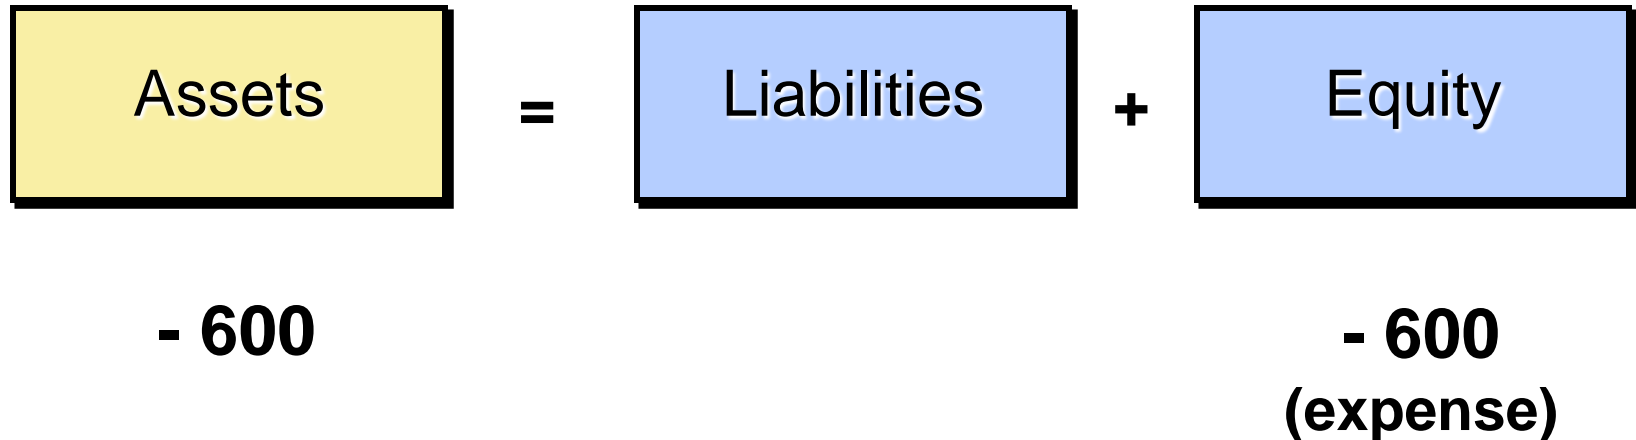 Assets = Liabilities + Equity
- 600 - 600
(expense)